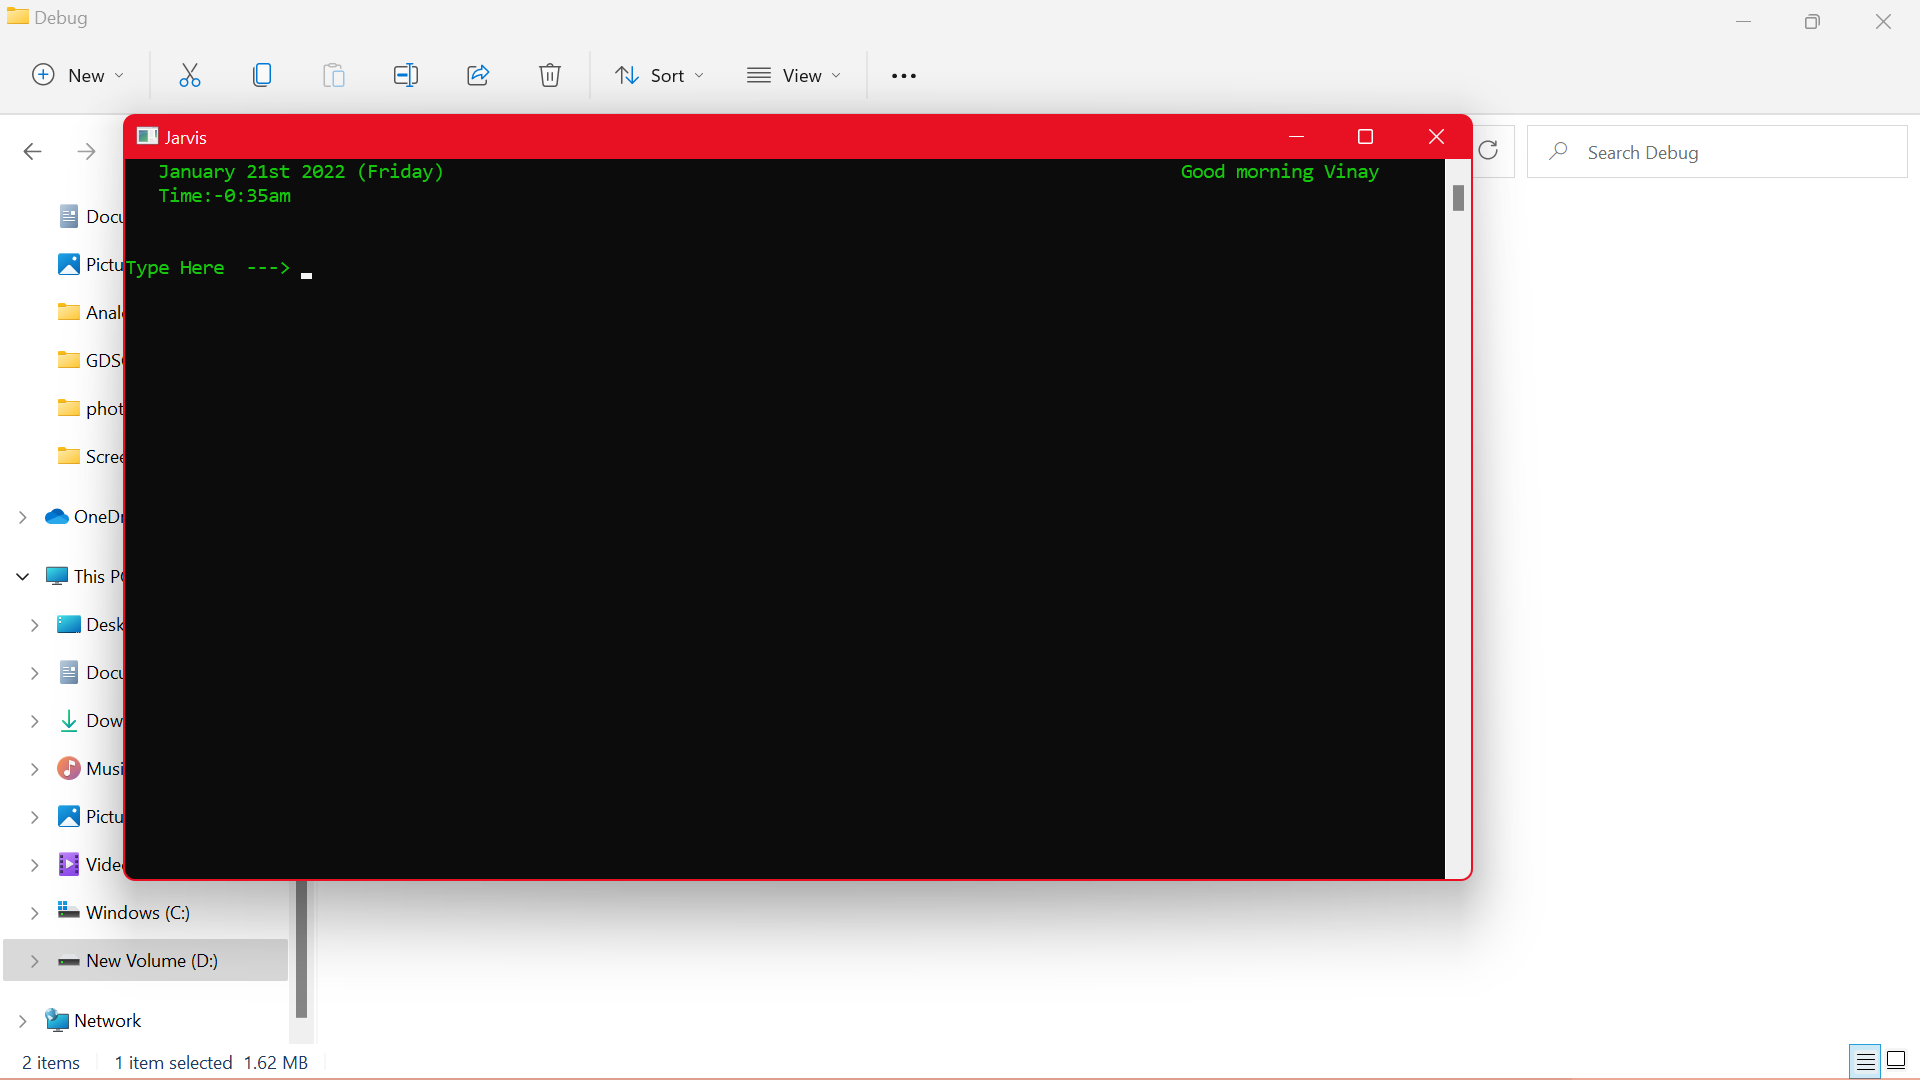 Debug
New
Sort
View
Jarvis
Search Debug
January 21st 2022 (Friday)
Good morning Vinay
Time:-0:35am
Type Here --->
Docu
Pictu
Anal
GDS
phot
Scree
OneDr
This P
Desk
Docu
Dow
Musi
Pictu
Vide
Windows (C:)
New Volume (D:)
Network
2 items
1 item selected 1.62 MB